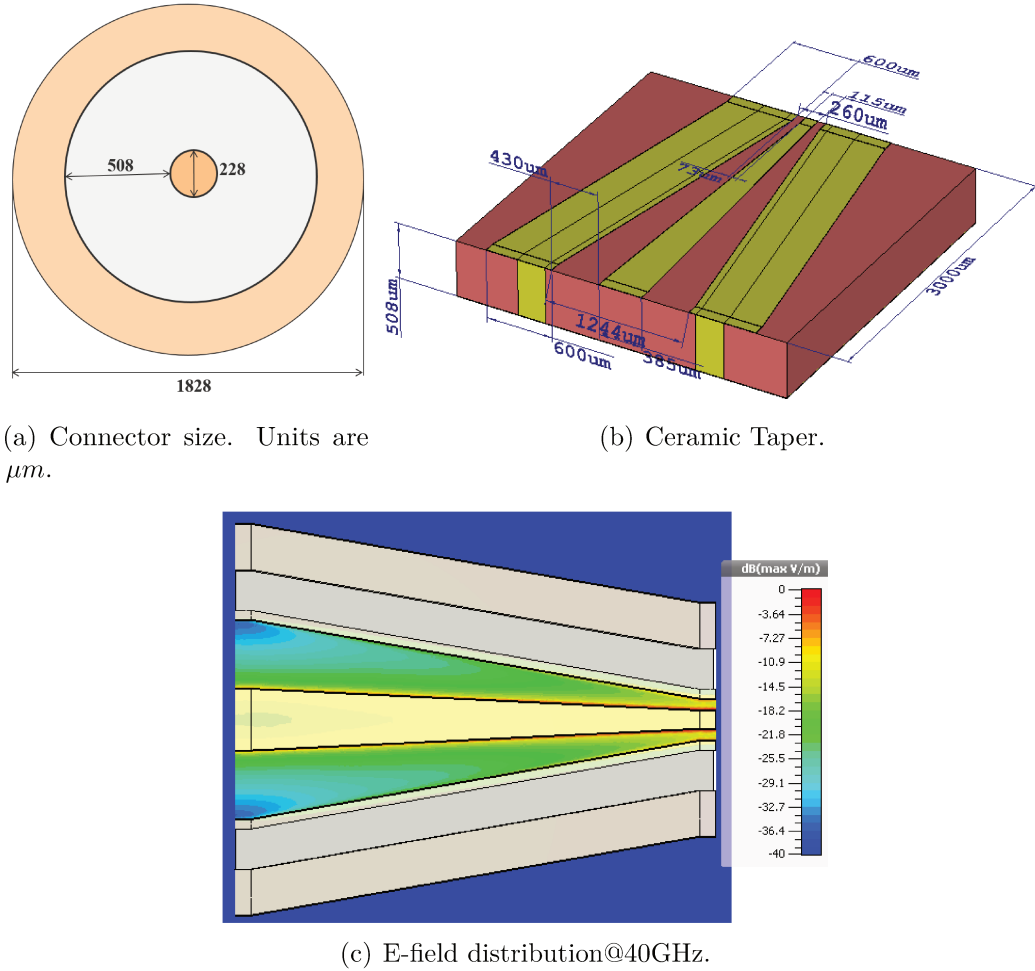 508
228
1828
(a) Connector size. Units are
μm.
600um
115um
260um
430um
73um
508um
1244um
600um
385um
3000um
(b) Ceramic Taper.
dB(max V/m)
0
-3.64
-7.27
-10.9
-14.5
-18.2
-21.8
-25.5
-29.1
-32.7
-36.4
-40
(c) E-field distribution@40GHz.